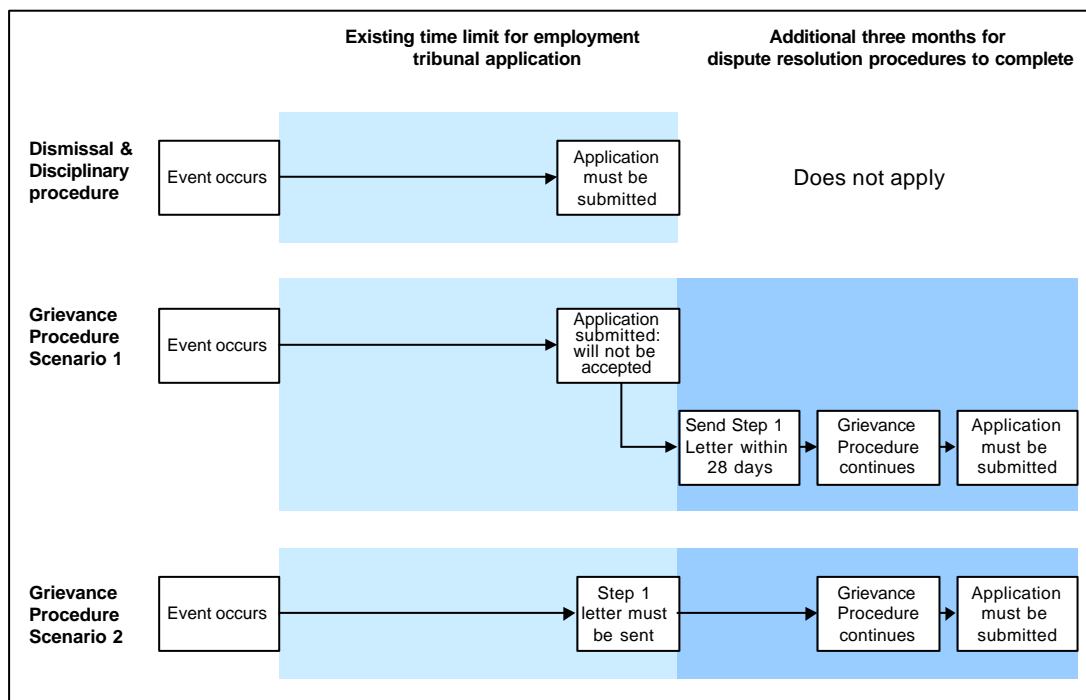 Existing time limit for employment
tribunal application
Additional three months for
dispute resolution procedures to complete
Dismissal &
Disciplinary
procedure
Event occurs
Application
must be
submitted
Does not apply
Grievance
Procedure
Scenario 1
Event occurs
Application
submitted:
will not be
accepted
Send Step 1
Letter within
28 days
Grievance
Procedure
continues
Application
must be
submitted
Grievance
Procedure
Scenario 2
Event occurs
Step 1
letter must
be sent
Grievance
Procedure
continues
Application
must be
submitted